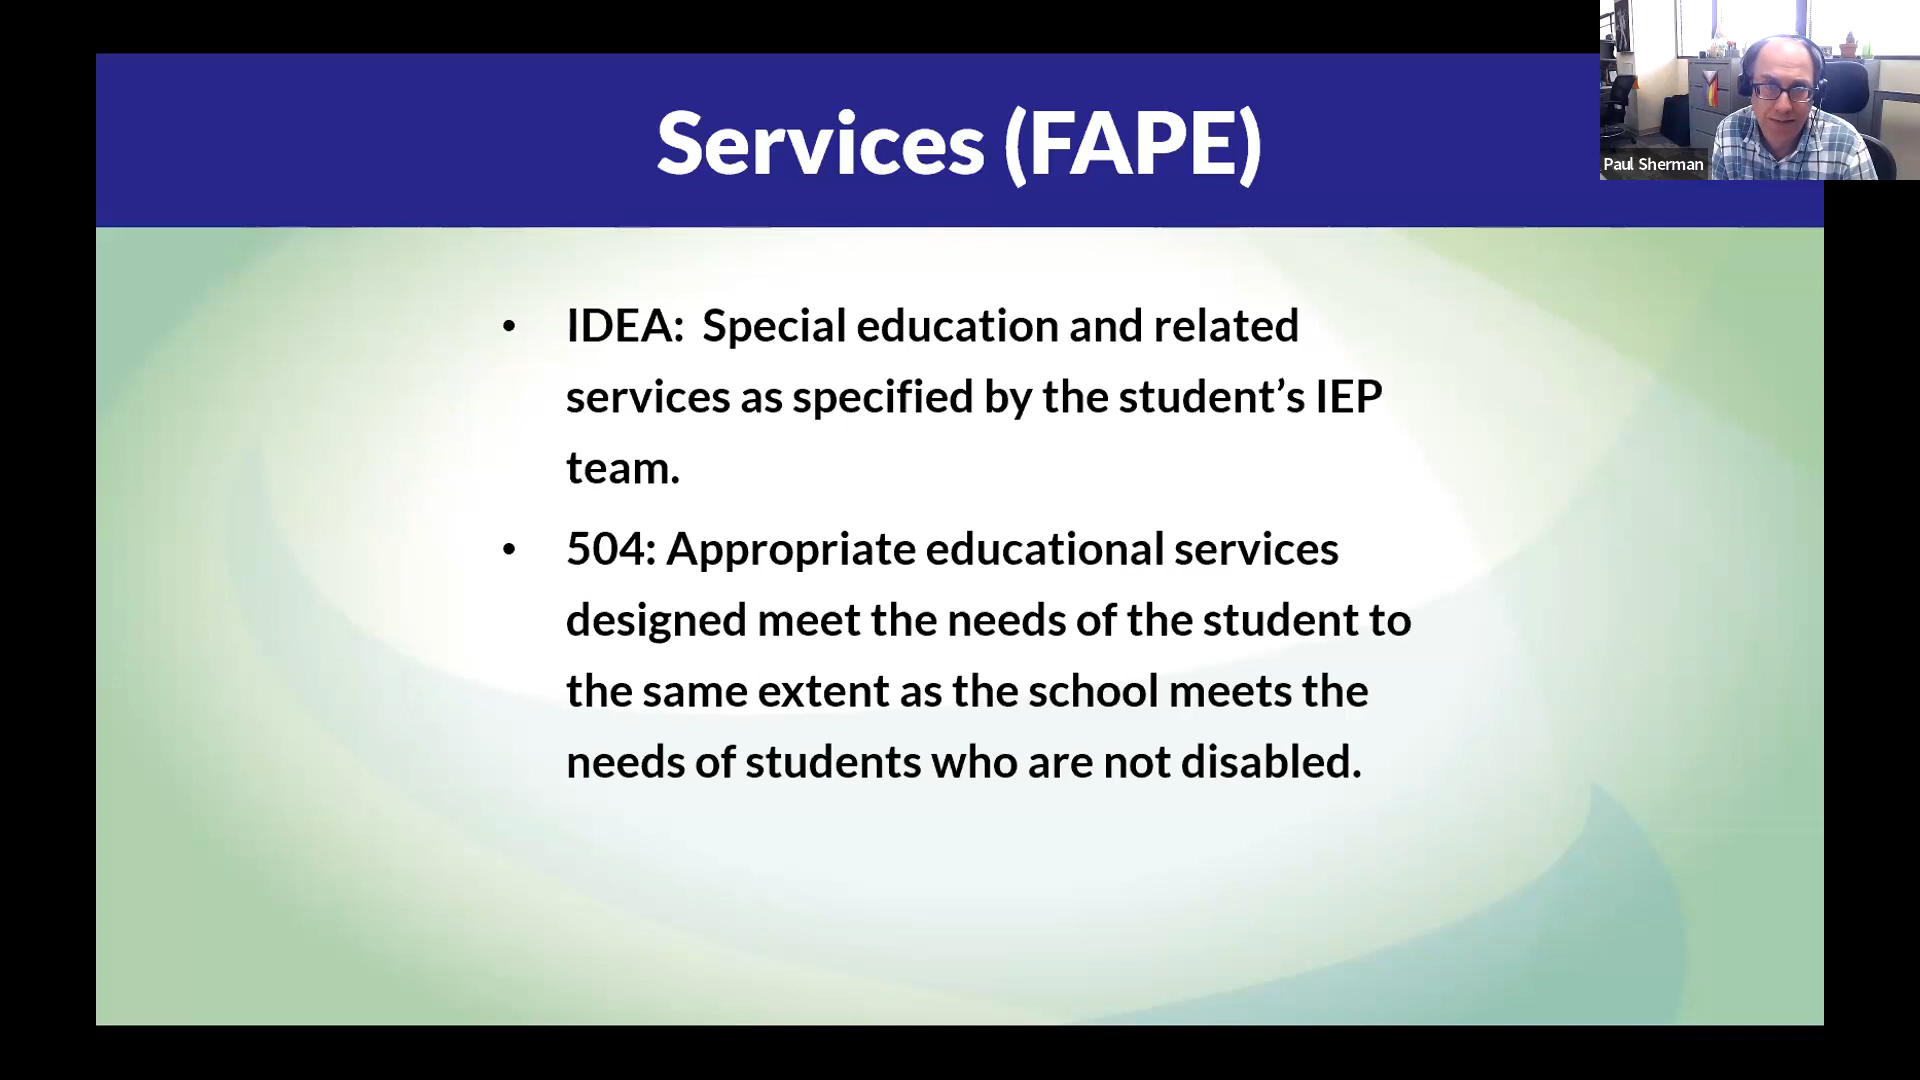 Services (FAPE)
Paul Sherman
• IDEA: Special education and related
services as specified by the student’s IEP
team.
• 504: Appropriate educational services
designed meet the needs of the student to
the same extent as the school meets the
needs of students who are not disabled.